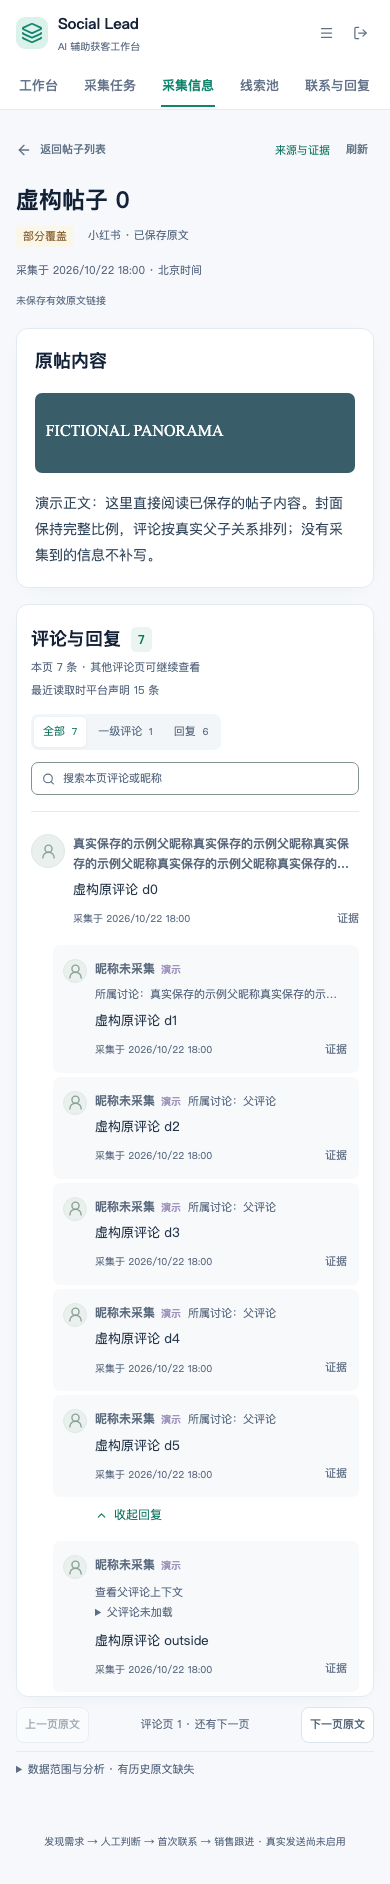 Social Lead
AI 辅助获客工作台
工作台 采集任务 采集信息 线索池 联系与回复
返回帖子列表 来源与证据 刷新
虚构帖子 0
部分覆盖 小红书 · 已保存原文
采集于 2026/10/22 18:00 · 北京时间
未保存有效原文链接
原帖内容
FICTIONAL PANORAMA
演示正文：这里直接阅读已保存的帖子内容。封面
保持完整比例，评论按真实父子关系排列；没有采
集到的信息不补写。
评论与回复 7
本页 7 条 · 其他评论页可继续查看
最近读取时平台声明 15 条
全部 7 一级评论 1 回复 6
搜索本页评论或昵称
真实保存的示例父昵称真实保存的示例父昵称真实保
存的示例父昵称真实保存的示例父昵称真实保存的...
虚构原评论 d0
采集于 2026/10/22 18:00 证据
昵称未采集 演示
所属讨论：真实保存的示例父昵称真实保存的示...
虚构原评论 d1
采集于 2026/10/22 18:00 证据
昵称未采集 演示 所属讨论：父评论
虚构原评论 d2
采集于 2026/10/22 18:00 证据
昵称未采集 演示 所属讨论：父评论
虚构原评论 d3
采集于 2026/10/22 18:00 证据
昵称未采集 演示 所属讨论：父评论
虚构原评论 d4
采集于 2026/10/22 18:00 证据
昵称未采集 演示 所属讨论：父评论
虚构原评论 d5
采集于 2026/10/22 18:00 证据
收起回复
昵称未采集 演示
查看父评论上下文
父评论未加载
虚构原评论 outside
采集于 2026/10/22 18:00 证据
上一页原文 评论页 1 · 还有下一页 下一页原文
数据范围与分析 · 有历史原文缺失
发现需求 → 人工判断 → 首次联系 → 销售跟进 · 真实发送尚未启用